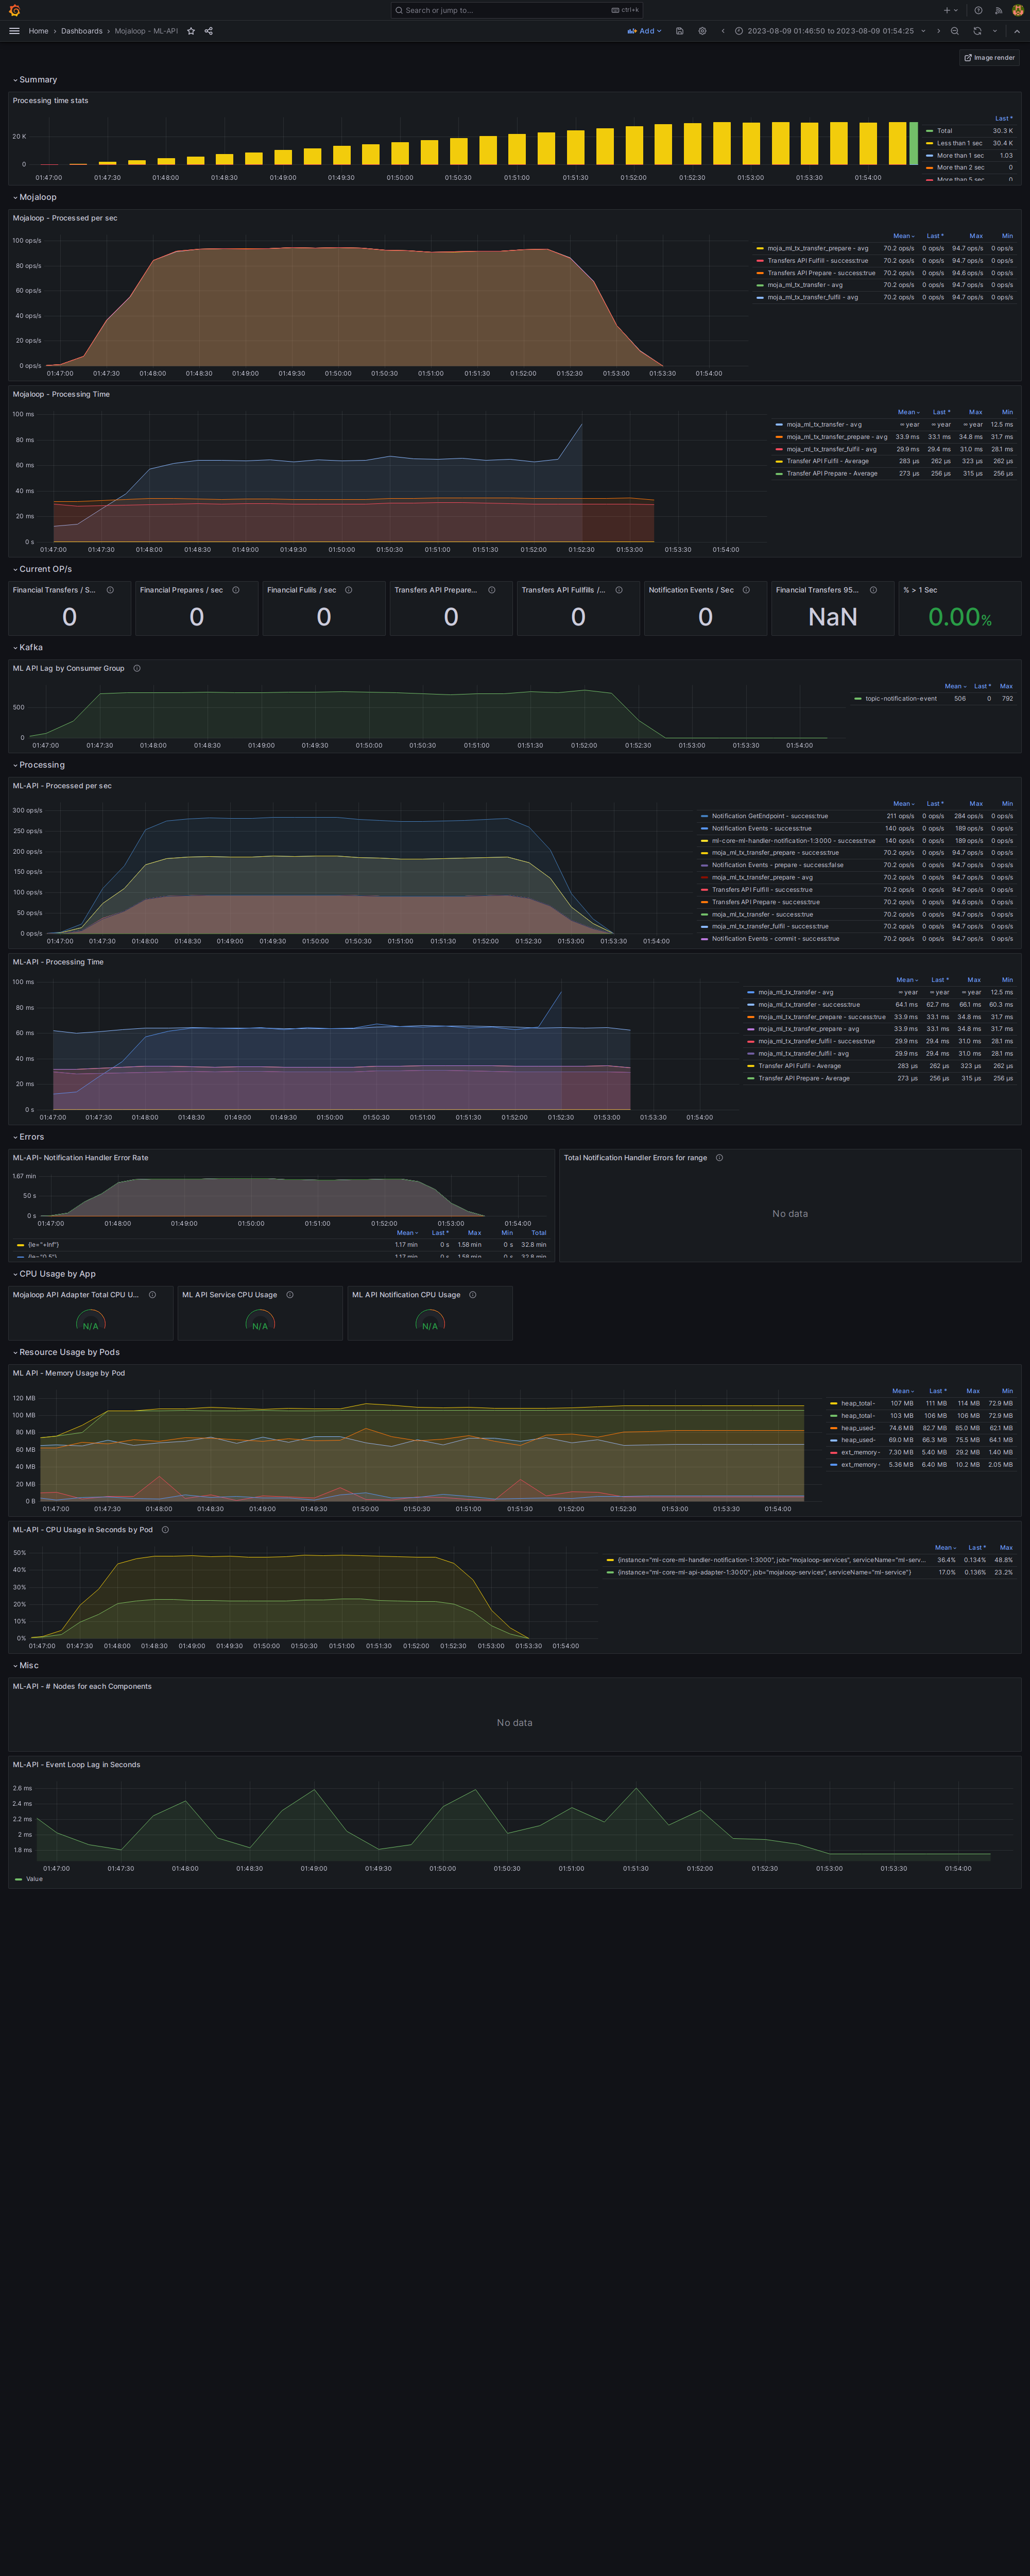 Search or jump to... ctrl+k
Home › Dashboards › Mojaloop - ML-API Add 2023-08-09 01:46:50 to 2023-08-09 01:54:25
Image render
Summary
Processing time stats
20 K
0
01:47:00 01:47:30 01:48:00 01:48:30 01:49:00 01:49:30 01:50:00 01:50:30 01:51:00 01:51:30 01:52:00 01:52:30 01:53:00 01:53:30 01:54:00
Last *
Total 30.3 K
Less than 1 sec 30.4 K
More than 1 sec 1.03
More than 2 sec 0
More than 5 sec 0
Mojaloop
Mojaloop - Processed per sec
100 ops/s
80 ops/s
60 ops/s
40 ops/s
20 ops/s
0 ops/s
01:47:00 01:47:30 01:48:00 01:48:30 01:49:00 01:49:30 01:50:00 01:50:30 01:51:00 01:51:30 01:52:00 01:52:30 01:53:00 01:53:30 01:54:00
Mean Last * Max Min
moja_ml_tx_transfer_prepare - avg 70.2 ops/s 0 ops/s 94.7 ops/s 0 ops/s
Transfers API Fulfill - success:true 70.2 ops/s 0 ops/s 94.7 ops/s 0 ops/s
Transfers API Prepare - success:true 70.2 ops/s 0 ops/s 94.6 ops/s 0 ops/s
moja_ml_tx_transfer - avg 70.2 ops/s 0 ops/s 94.7 ops/s 0 ops/s
moja_ml_tx_transfer_fulfil - avg 70.2 ops/s 0 ops/s 94.7 ops/s 0 ops/s
Mojaloop - Processing Time
100 ms
80 ms
60 ms
40 ms
20 ms
0 s
01:47:00 01:47:30 01:48:00 01:48:30 01:49:00 01:49:30 01:50:00 01:50:30 01:51:00 01:51:30 01:52:00 01:52:30 01:53:00 01:53:30 01:54:00
Mean Last * Max Min
moja_ml_tx_transfer - avg ∞ year ∞ year ∞ year 12.5 ms
moja_ml_tx_transfer_prepare - avg 33.9 ms 33.1 ms 34.8 ms 31.7 ms
moja_ml_tx_transfer_fulfil - avg 29.9 ms 29.4 ms 31.0 ms 28.1 ms
Transfer API Fulfil - Average 283 µs 262 µs 323 µs 262 µs
Transfer API Prepare - Average 273 µs 256 µs 315 µs 256 µs
Current OP/s
Financial Transfers / S... Financial Prepares / sec Financial Fulils / sec Transfers API Prepare... Transfers API Fullfills /... Notification Events / Sec Financial Transfers 95... % > 1 Sec
0 0 0 0 0 0 NaN 0.00%
Kafka
ML API Lag by Consumer Group
500
0
01:47:00 01:47:30 01:48:00 01:48:30 01:49:00 01:49:30 01:50:00 01:50:30 01:51:00 01:51:30 01:52:00 01:52:30 01:53:00 01:53:30 01:54:00
Mean Last * Max
topic-notification-event 506 0 792
Processing
ML-API - Processed per sec
300 ops/s
250 ops/s
200 ops/s
150 ops/s
100 ops/s
50 ops/s
0 ops/s
01:47:00 01:47:30 01:48:00 01:48:30 01:49:00 01:49:30 01:50:00 01:50:30 01:51:00 01:51:30 01:52:00 01:52:30 01:53:00 01:53:30 01:54:00
Mean Last * Max Min
Notification GetEndpoint - success:true 211 ops/s 0 ops/s 284 ops/s 0 ops/s
Notification Events - success:true 140 ops/s 0 ops/s 189 ops/s 0 ops/s
ml-core-ml-handler-notification-1:3000 - success:true 140 ops/s 0 ops/s 189 ops/s 0 ops/s
moja_ml_tx_transfer_prepare - success:true 70.2 ops/s 0 ops/s 94.7 ops/s 0 ops/s
Notification Events - prepare - success:false 70.2 ops/s 0 ops/s 94.7 ops/s 0 ops/s
moja_ml_tx_transfer_prepare - avg 70.2 ops/s 0 ops/s 94.7 ops/s 0 ops/s
Transfers API Fulfill - success:true 70.2 ops/s 0 ops/s 94.7 ops/s 0 ops/s
Transfers API Prepare - success:true 70.2 ops/s 0 ops/s 94.6 ops/s 0 ops/s
moja_ml_tx_transfer - success:true 70.2 ops/s 0 ops/s 94.7 ops/s 0 ops/s
moja_ml_tx_transfer_fulfil - success:true 70.2 ops/s 0 ops/s 94.7 ops/s 0 ops/s
Notification Events - commit - success:true 70.2 ops/s 0 ops/s 94.7 ops/s 0 ops/s
ML-API - Processing Time
100 ms
80 ms
60 ms
40 ms
20 ms
0 s
01:47:00 01:47:30 01:48:00 01:48:30 01:49:00 01:49:30 01:50:00 01:50:30 01:51:00 01:51:30 01:52:00 01:52:30 01:53:00 01:53:30 01:54:00
Mean Last * Max Min
moja_ml_tx_transfer - avg ∞ year ∞ year ∞ year 12.5 ms
moja_ml_tx_transfer - success:true 64.1 ms 62.7 ms 66.1 ms 60.3 ms
moja_ml_tx_transfer_prepare - success:true 33.9 ms 33.1 ms 34.8 ms 31.7 ms
moja_ml_tx_transfer_prepare - avg 33.9 ms 33.1 ms 34.8 ms 31.7 ms
moja_ml_tx_transfer_fulfil - success:true 29.9 ms 29.4 ms 31.0 ms 28.1 ms
moja_ml_tx_transfer_fulfil - avg 29.9 ms 29.4 ms 31.0 ms 28.1 ms
Transfer API Fulfil - Average 283 µs 262 µs 323 µs 262 µs
Transfer API Prepare - Average 273 µs 256 µs 315 µs 256 µs
Errors
ML-API- Notification Handler Error Rate
1.67 min
50 s
0 s
01:47:00 01:48:00 01:49:00 01:50:00 01:51:00 01:52:00 01:53:00 01:54:00
Mean Last * Max Min Total
{le="+Inf"} 1.17 min 0 s 1.58 min 0 s 32.8 min
{le="0.5"} 1.17 min 0 s 1.58 min 0 s 32.8 min
Total Notification Handler Errors for range
No data
CPU Usage by App
Mojaloop API Adapter Total CPU U... ML API Service CPU Usage ML API Notification CPU Usage
N/A N/A N/A
Resource Usage by Pods
ML API - Memory Usage by Pod
120 MB
100 MB
80 MB
60 MB
40 MB
20 MB
0 B
01:47:00 01:47:30 01:48:00 01:48:30 01:49:00 01:49:30 01:50:00 01:50:30 01:51:00 01:51:30 01:52:00 01:52:30 01:53:00 01:53:30 01:54:00
Mean Last * Max Min
heap_total- 107 MB 111 MB 114 MB 72.9 MB
heap_total- 103 MB 106 MB 106 MB 72.9 MB
heap_used- 74.6 MB 82.7 MB 85.0 MB 62.1 MB
heap_used- 69.0 MB 66.3 MB 75.5 MB 64.1 MB
ext_memory- 7.30 MB 5.40 MB 29.2 MB 1.40 MB
ext_memory- 5.36 MB 6.40 MB 10.2 MB 2.05 MB
ML-API - CPU Usage in Seconds by Pod
50%
40%
30%
20%
10%
0%
01:47:00 01:47:30 01:48:00 01:48:30 01:49:00 01:49:30 01:50:00 01:50:30 01:51:00 01:51:30 01:52:00 01:52:30 01:53:00 01:53:30 01:54:00
Mean Last * Max
{instance="ml-core-ml-handler-notification-1:3000", job="mojaloop-services", serviceName="ml-serv... 36.4% 0.134% 48.8%
{instance="ml-core-ml-api-adapter-1:3000", job="mojaloop-services", serviceName="ml-service"} 17.0% 0.136% 23.2%
Misc
ML-API - # Nodes for each Components
No data
ML-API - Event Loop Lag in Seconds
2.6 ms
2.4 ms
2.2 ms
2 ms
1.8 ms
01:47:00 01:47:30 01:48:00 01:48:30 01:49:00 01:49:30 01:50:00 01:50:30 01:51:00 01:51:30 01:52:00 01:52:30 01:53:00 01:53:30 01:54:00
Value